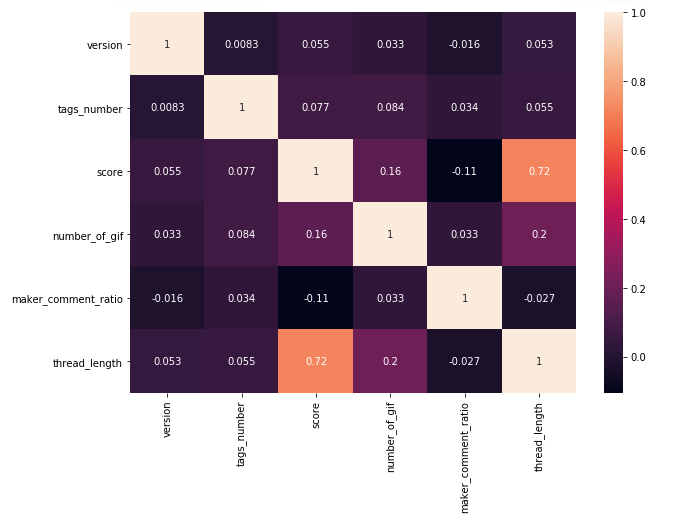 version 1 0.0083 0.055 0.033 -0.016 0.053
tags_number 0.0083 1 0.077 0.084 0.034 0.055
score 0.055 0.077 1 0.16 -0.11 0.72
number_of_gif 0.033 0.084 0.16 1 0.033 0.2
maker_comment_ratio -0.016 0.034 -0.11 0.033 1 -0.027
thread_length 0.053 0.055 0.72 0.2 -0.027 1
version
tags_number
score
number_of_gif
maker_comment_ratio
thread_length
1.0
0.8
0.6
0.4
0.2
0.0